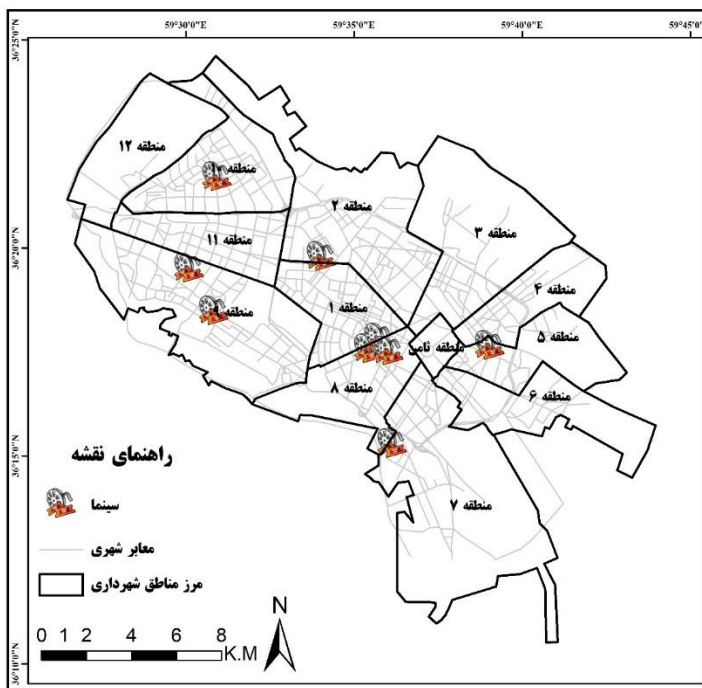 59°30'0"E
59°35'0"E
59°40'0"E
59°45'0"E
36°25'0"N
36°20'0"N
36°15'0"N
36°10'0"N
منطقه ۱۲
منطقه
منطقه ۲
منطقه ۳
منطقه ۱۱
منطقه ۴
منطقه
منطقه ۱
منطقه ثامن
منطقه ۵
منطقه ۸
منطقه ۶
منطقه ۷
راهنمای نقشه
سینما
معابر شهری
مرز مناطق شهرداری
N
0 1 2 4 6 8
K.M